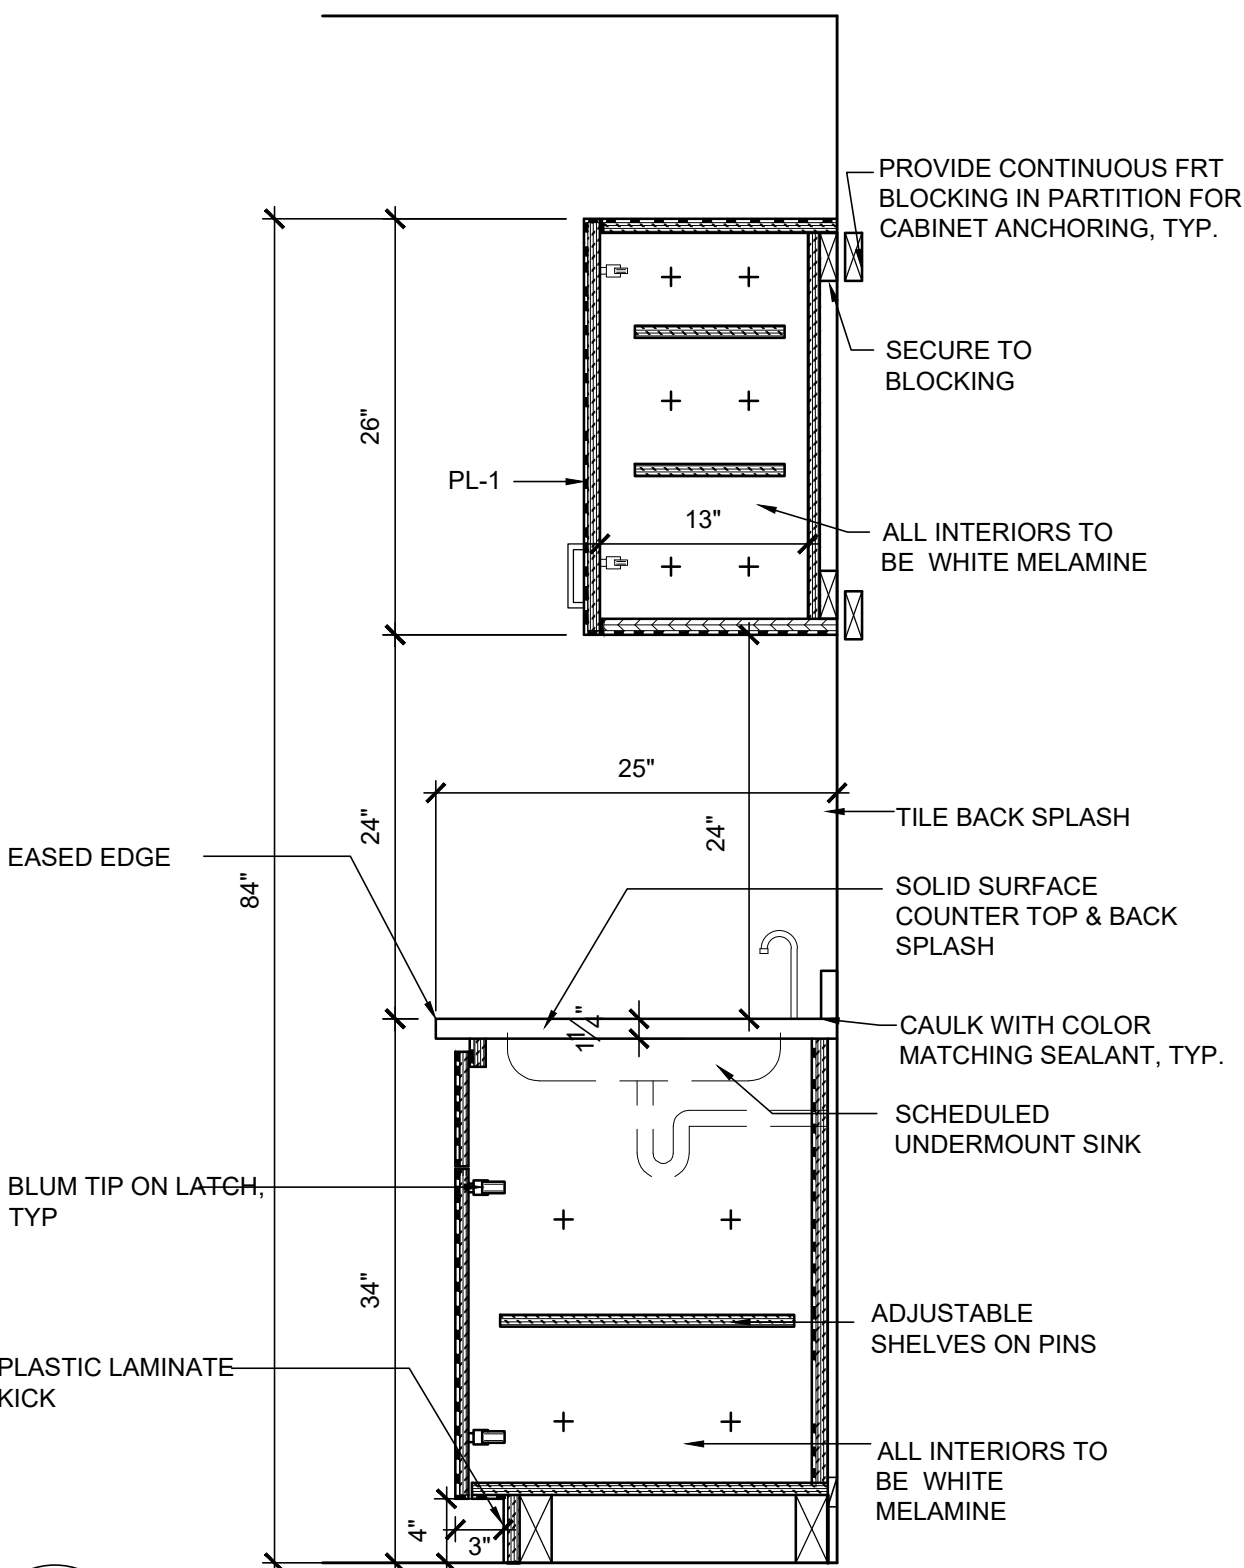 PROVIDE CONTINUOUS FRT
BLOCKING IN PARTITION FOR
CABINET ANCHORING, TYP.
SECURE TO
BLOCKING
26"
PL-1
13"
ALL INTERIORS TO
BE WHITE MELAMINE
25"
TILE BACK SPLASH
24"
24"
EASED EDGE
84"
SOLID SURFACE
COUNTER TOP & BACK
SPLASH
1 1/4"
CAULK WITH COLOR
MATCHING SEALANT, TYP.
SCHEDULED
UNDERMOUNT SINK
BLUM TIP ON LATCH,
TYP
34"
ADJUSTABLE
SHELVES ON PINS
PLASTIC LAMINATE
KICK
ALL INTERIORS TO
BE WHITE
MELAMINE
4"
3"